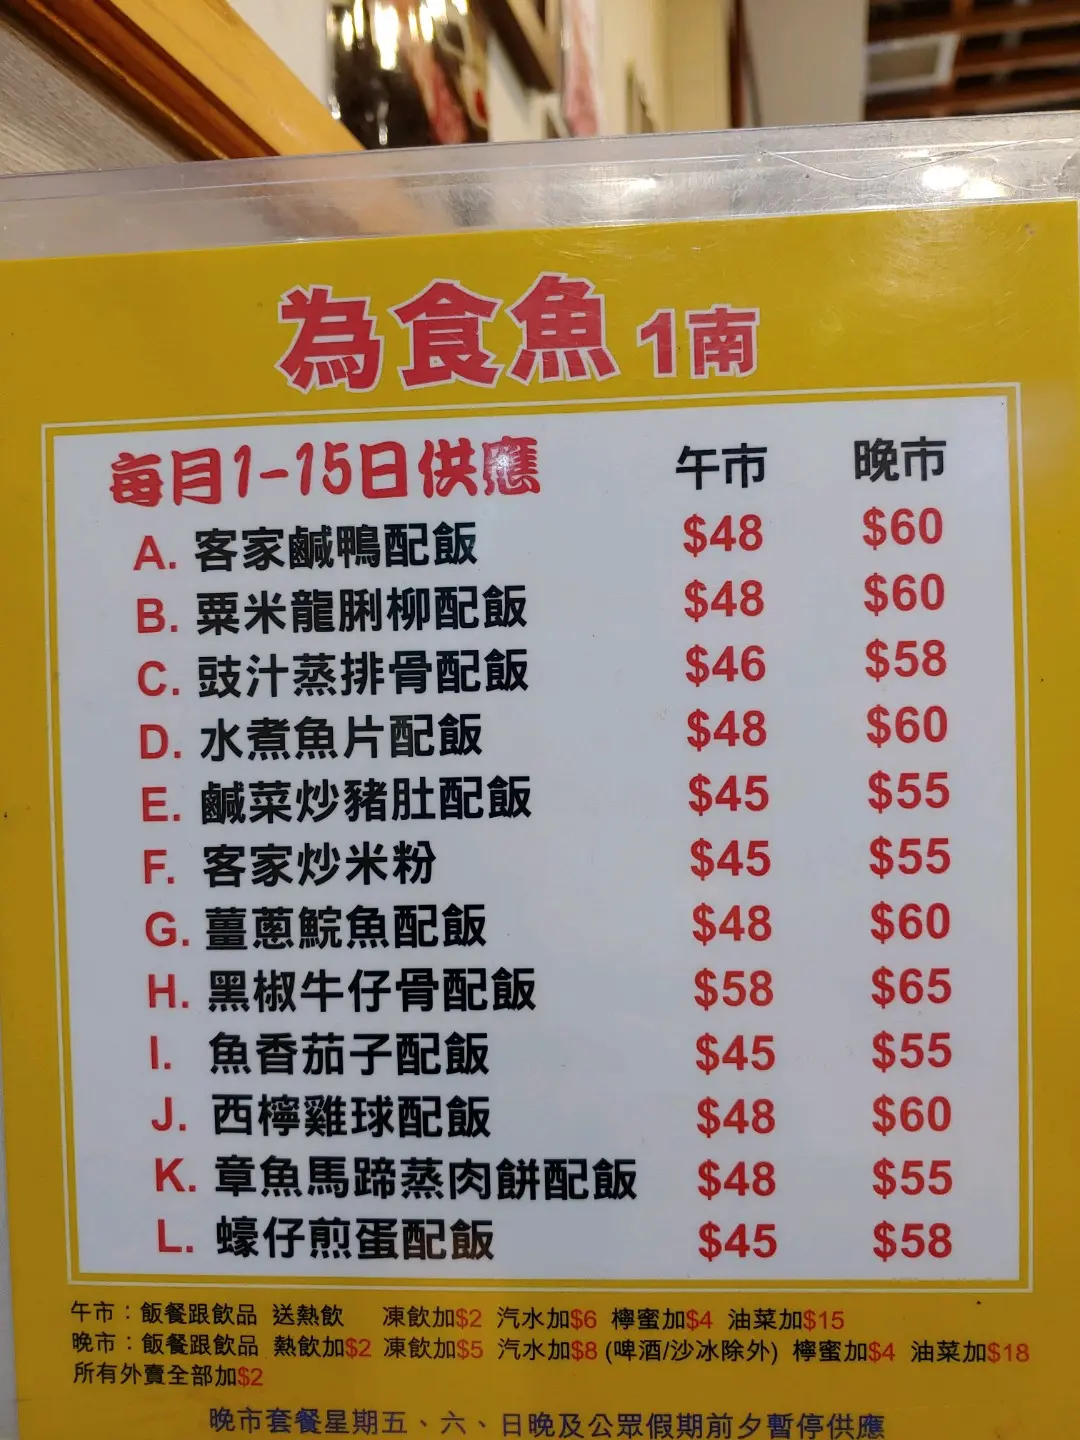 為食魚 1南
每月1-15日供應 午市 晚市
A. 客家鹹鴨配飯 $48 $60
B. 粟米龍脷柳配飯 $48 $60
C. 豉汁蒸排骨配飯 $46 $58
D. 水煮魚片配飯 $48 $60
E. 鹹菜炒豬肚配飯 $45 $55
F. 客家炒米粉 $45 $55
G. 薑蔥鯇魚配飯 $48 $60
H. 黑椒牛仔骨配飯 $58 $65
I. 魚香茄子配飯 $45 $55
J. 西檸雞球配飯 $48 $60
K. 章魚馬蹄蒸肉餅配飯 $48 $55
L. 蠔仔煎蛋配飯 $45 $58
午市：飯餐跟飲品 送熱飲 凍飲加$2 汽水加$6 檸蜜加$4 油菜加$15
晚市：飯餐跟飲品 熱飲加$2 凍飲加$5 汽水加$8 (啤酒/沙冰除外) 檸蜜加$4 油菜加$18
所有外賣全部加$2
晚市套餐星期五、六、日晚及公眾假期前夕暫停供應